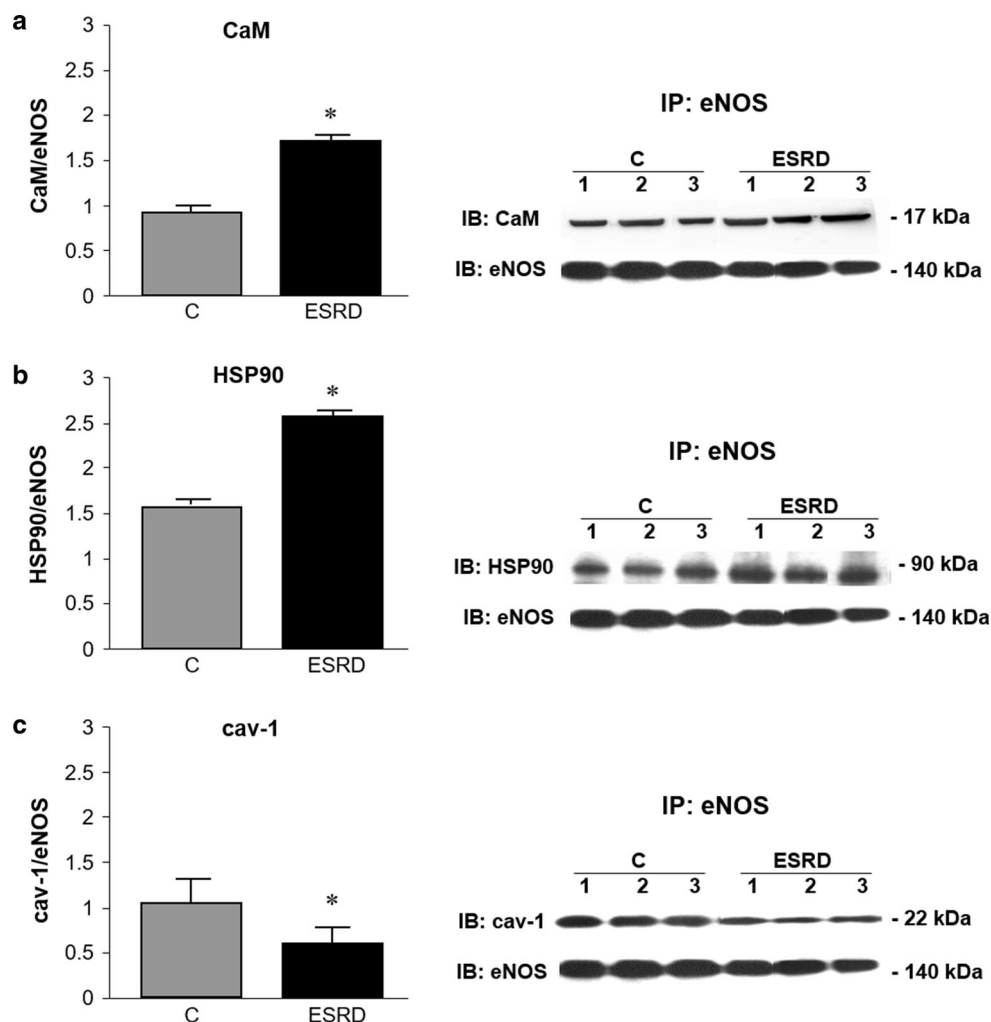 a
CaM
CaM/eNOS
3
2.5
2
1.5
1
0.5
0
*
C
ESRD
IP: eNOS
C ESRD
1 2 3 1 2 3
IB: CaM - 17 kDa
IB: eNOS - 140 kDa
b
HSP90
HSP90/eNOS
3
2.5
2
1.5
1
0.5
0
*
C
ESRD
IP: eNOS
C ESRD
1 2 3 1 2 3
IB: HSP90 - 90 kDa
IB: eNOS - 140 kDa
c
cav-1
cav-1/eNOS
3
2.5
2
1.5
1
0.5
0
*
C
ESRD
IP: eNOS
C ESRD
1 2 3 1 2 3
IB: cav-1 - 22 kDa
IB: eNOS - 140 kDa